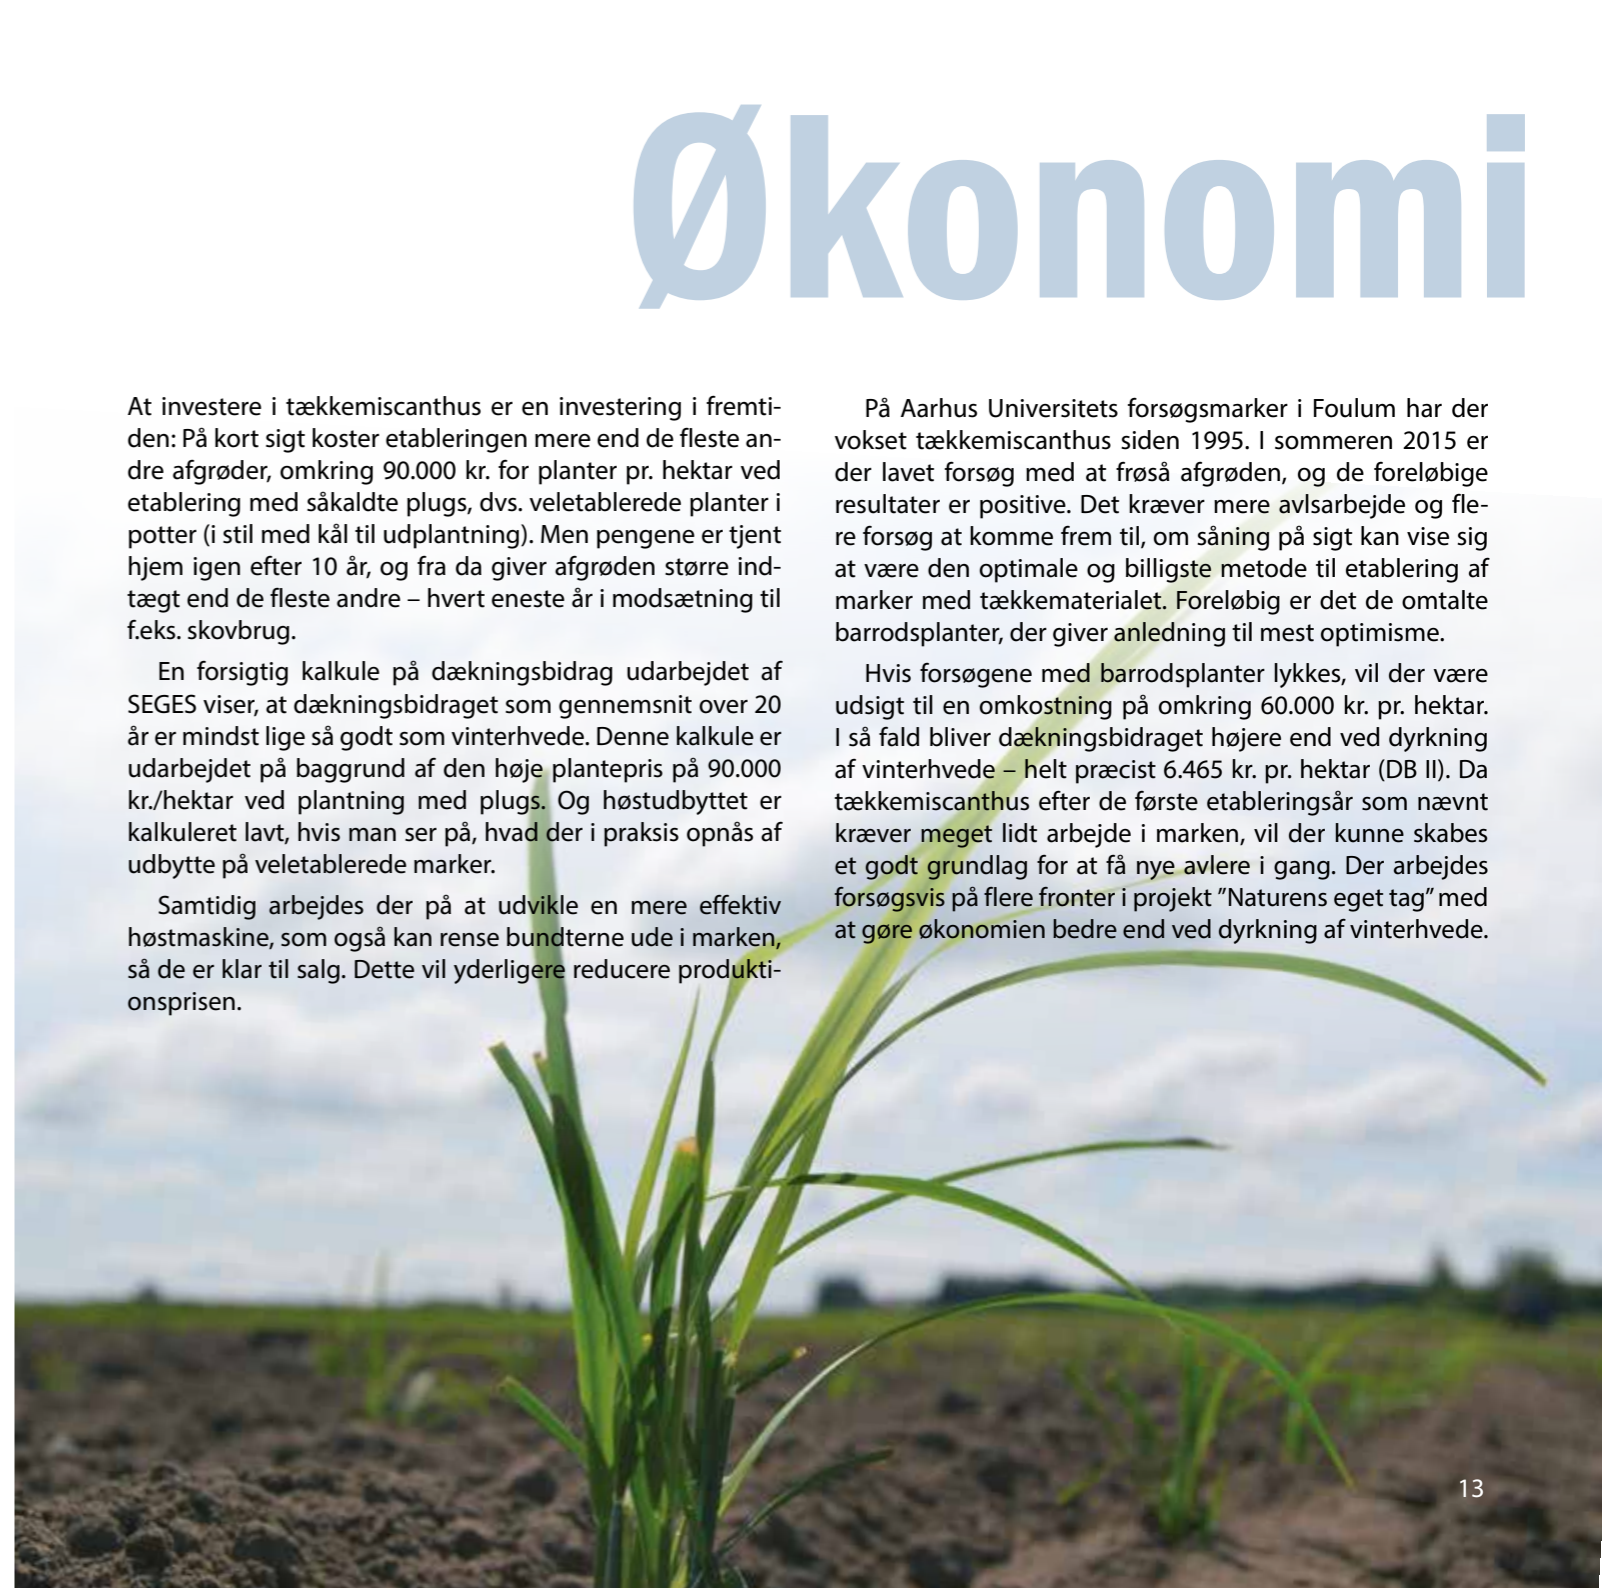 Økonomi
At investere i tækkemiscanthus er en investering i fremti-
den: På kort sigt koster etableringen mere end de fleste an-
dre afgrøder, omkring 90.000 kr. for planter pr. hektar ved
etablering med såkaldte plugs, dvs. veletablerede planter i
potter (i stil med kål til udplantning). Men pengene er tjent
hjem igen efter 10 år, og fra da giver afgrøden større ind-
tægt end de fleste andre – hvert eneste år i modsætning til
f.eks. skovbrug.
En forsigtig kalkule på dækningsbidrag udarbejdet af
SEGES viser, at dækningsbidraget som gennemsnit over 20
år er mindst lige så godt som vinterhvede. Denne kalkule er
udarbejdet på baggrund af den høje plantepris på 90.000
kr./hektar ved plantning med plugs. Og høstudbyttet er
kalkuleret lavt, hvis man ser på, hvad der i praksis opnås af
udbytte på veletablerede marker.
Samtidig arbejdes der på at udvikle en mere effektiv
høstmaskine, som også kan rense bundterne ude i marken,
så de er klar til salg. Dette vil yderligere reducere produkti-
onsprisen.
På Aarhus Universitets forsøgsmarker i Foulum har der
vokset tækkemiscanthus siden 1995. I sommeren 2015 er
der lavet forsøg med at frøså afgrøden, og de foreløbige
resultater er positive. Det kræver mere avlsarbejde og fle-
re forsøg at komme frem til, om såning på sigt kan vise sig
at være den optimale og billigste metode til etablering af
marker med tækkematerialet. Foreløbig er det de omtalte
barrodsplanter, der giver anledning til mest optimisme.
Hvis forsøgene med barrodsplanter lykkes, vil der være
udsigt til en omkostning på omkring 60.000 kr. pr. hektar.
I så fald bliver dækningsbidraget højere end ved dyrkning
af vinterhvede – helt præcist 6.465 kr. pr. hektar (DB II). Da
tækkemiscanthus efter de første etableringsår som nævnt
kræver meget lidt arbejde i marken, vil der kunne skabes
et godt grundlag for at få nye avlere i gang. Der arbejdes
forsøgsvis på flere fronter i projekt ”Naturens eget tag” med
at gøre økonomien bedre end ved dyrkning af vinterhvede.
13